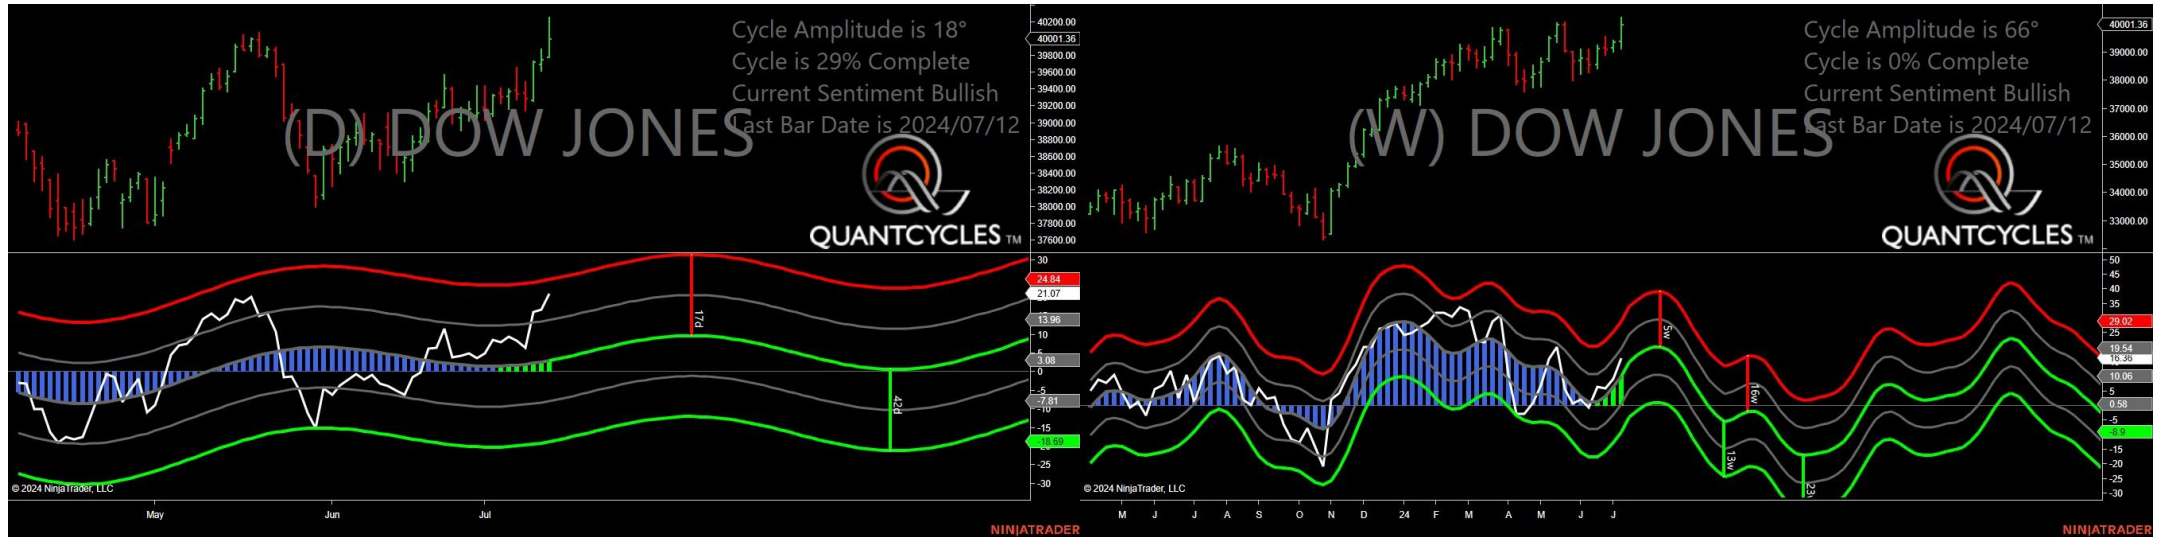 Cycle Amplitude is 18°
Cycle is 29% Complete
Current Sentiment Bullish
Last Bar Date is 2024/07/12
(D) DOW JONES
QUANTCYCLES TM
40200.00
40001.36
39800.00
39600.00
39400.00
39200.00
39000.00
38800.00
38600.00
38400.00
38200.00
38000.00
37800.00
37600.00
30
24.84
21.07
13.96
10
3.08
0
-5
-7.81
-10
-15
-18.69
-25
-30
17d
42d
© 2024 NinjaTrader, LLC
May Jun Jul
NINJATRADER
Cycle Amplitude is 66°
Cycle is 0% Complete
Current Sentiment Bullish
Last Bar Date is 2024/07/12
(W) DOW JONES
QUANTCYCLES TM
40001.36
39000.00
38000.00
37000.00
36000.00
35000.00
34000.00
33000.00
50
45
40
35
29.02
25
19.54
16.36
10.06
5
0.58
-5
-8.9
-15
-20
-25
-30
5w
16w
13w
23
© 2024 NinjaTrader, LLC
M J J A S O N D 24 F M A M J J
NINJATRADER